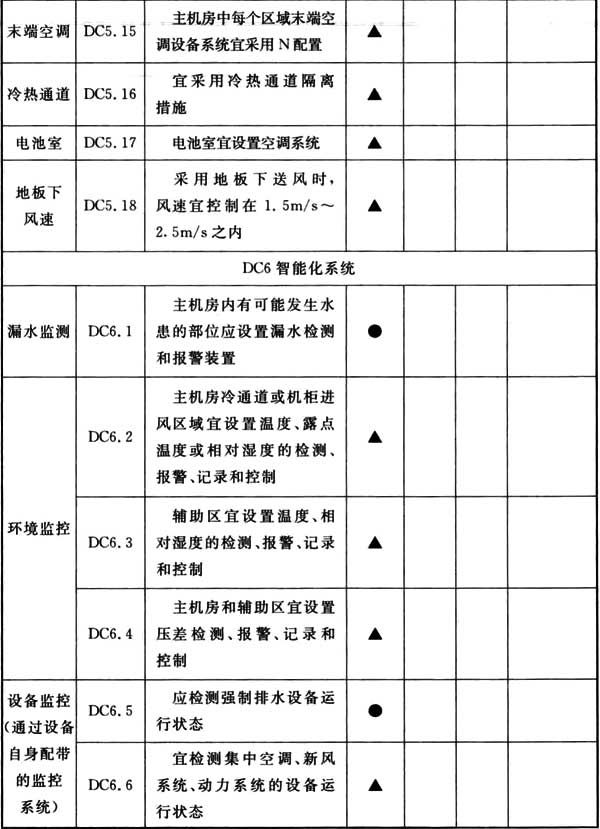 末端空调 DC5.15 主机房中每个区域末端空
调设备系统宜采用N配置 ▲
冷热通道 DC5.16 宜采用冷热通道隔离
措施 ▲
电池室 DC5.17 电池室宜设置空调系统 ▲
地板下
风速 DC5.18 采用地板下送风时，
风速宜控制在1.5m/s～
2.5m/s之内 ▲
DC6 智能化系统
漏水监测 DC6.1 主机房内有可能发生水
患的部位应设置漏水检测
和报警装置 ●
环境监控 DC6.2 主机房冷通道或机柜进
风区域宜设置温度、露点
温度或相对湿度的检测、
报警、记录和控制 ▲
DC6.3 辅助区宜设置温度、相
对湿度的检测、报警、记录
和控制 ▲
DC6.4 主机房和辅助区宜设置
压差检测、报警、记录和
控制 ▲
设备监控
（通过设备
自身配带
的监控
系统） DC6.5 应检测强制排水设备运
行状态 ●
DC6.6 宜检测集中空调、新风
系统、动力系统的设备运
行状态 ▲